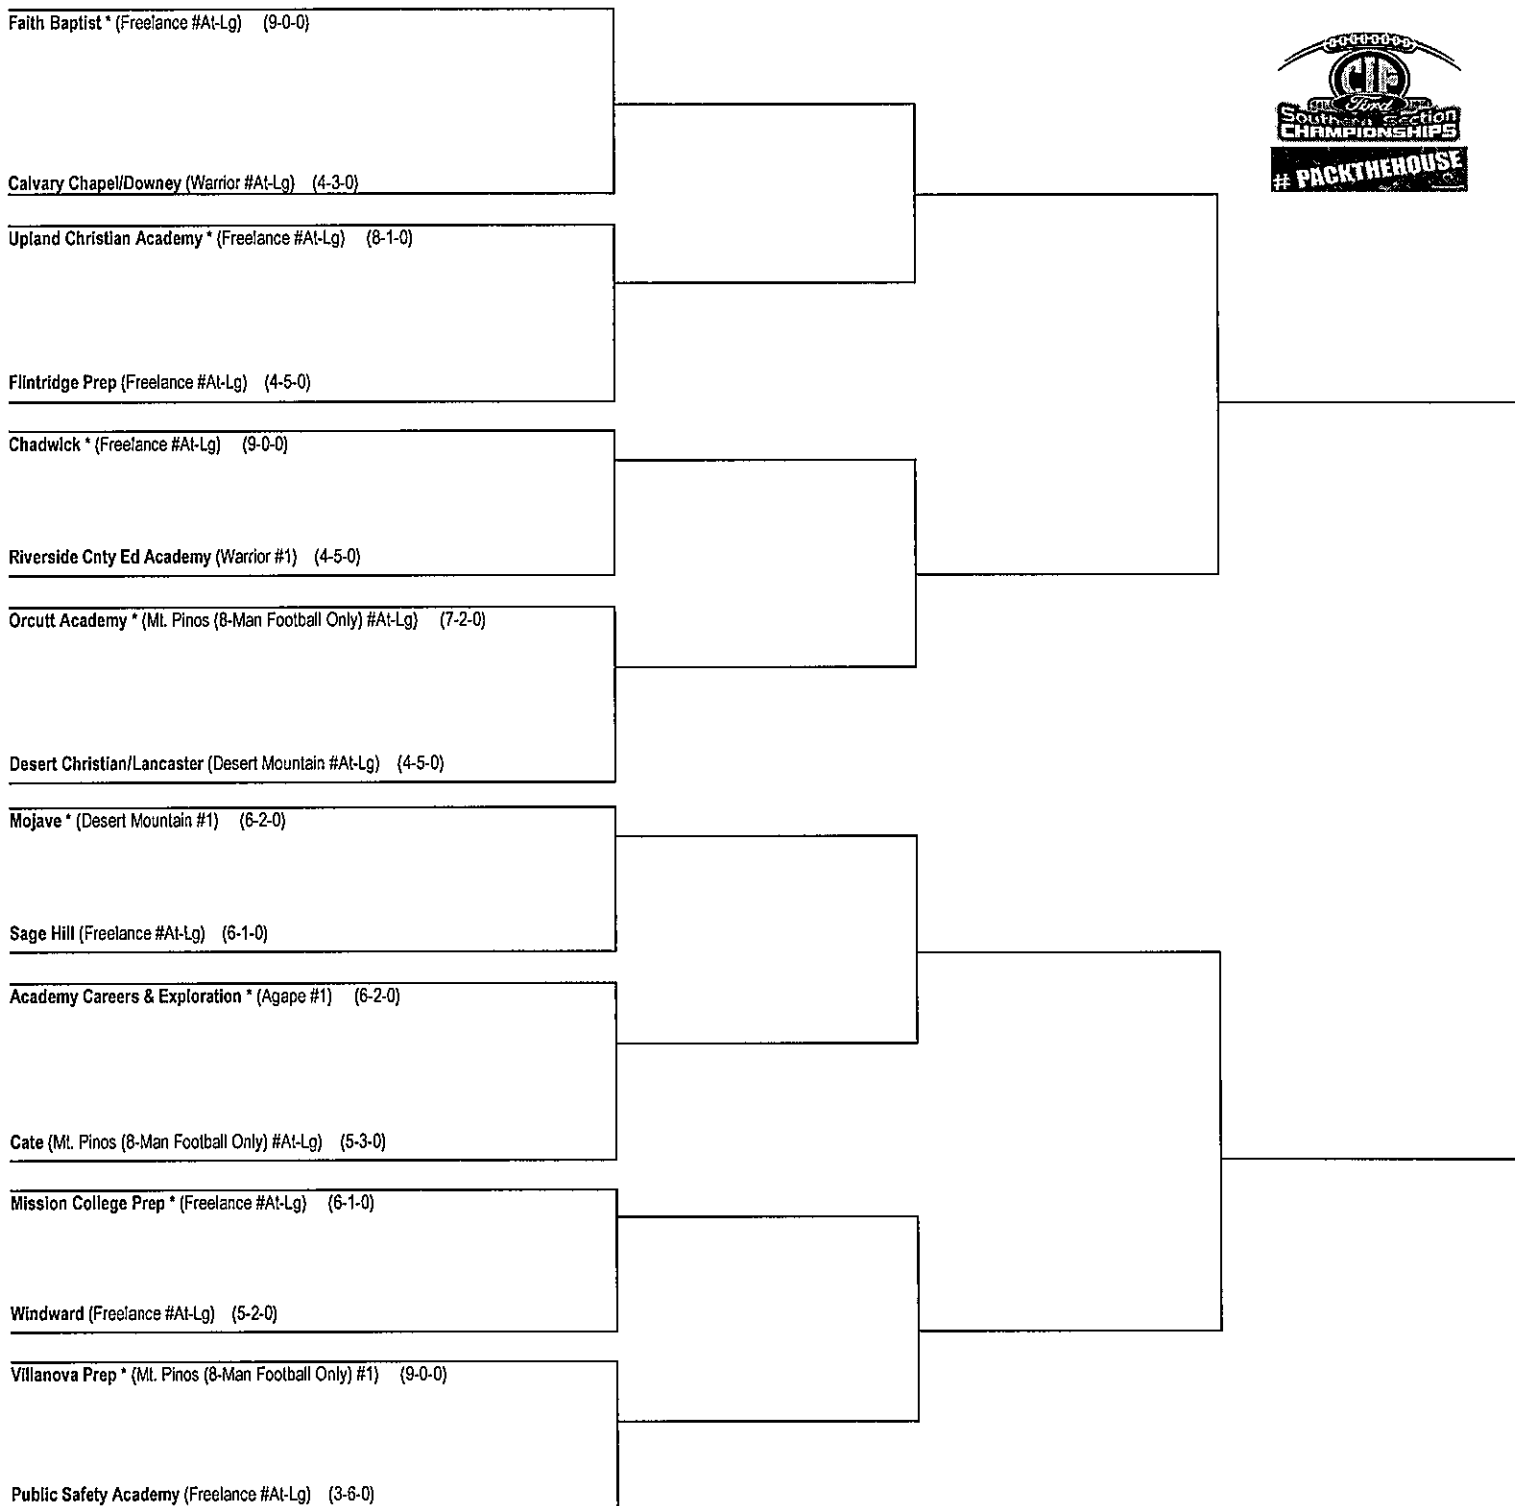 Faith Baptist * (Freelance #At-Lg) (9-0-0)
CIF
Ford
Southern Section
CHAMPIONSHIPS
# PACKTHEHOUSE
Calvary Chapel/Downey (Warrior #At-Lg) (4-3-0)
Upland Christian Academy * (Freelance #At-Lg) (8-1-0)
Flintridge Prep (Freelance #At-Lg) (4-5-0)
Chadwick * (Freelance #At-Lg) (9-0-0)
Riverside Cnty Ed Academy (Warrior #1) (4-5-0)
Orcutt Academy * (Mt. Pinos (8-Man Football Only) #At-Lg) (7-2-0)
Desert Christian/Lancaster (Desert Mountain #At-Lg) (4-5-0)
Mojave * (Desert Mountain #1) (6-2-0)
Sage Hill (Freelance #At-Lg) (6-1-0)
Academy Careers & Exploration * (Agape #1) (6-2-0)
Cate (Mt. Pinos (8-Man Football Only) #At-Lg) (5-3-0)
Mission College Prep * (Freelance #At-Lg) (6-1-0)
Windward (Freelance #At-Lg) (5-2-0)
Villanova Prep * (Mt. Pinos (8-Man Football Only) #1) (9-0-0)
Public Safety Academy (Freelance #At-Lg) (3-6-0)